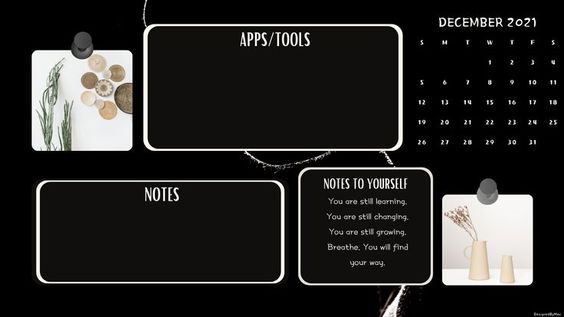 APPS/TOOLS
DECEMBER 2021
S M T W T F S
1 2 3 4
5 6 7 8 9 10 11
12 13 14 15 16 17 18
19 20 21 22 23 24 25
26 27 28 29 30 31
NOTES
NOTES TO YOURSELF
You are still learning,
You are still changing,
You are still growing,
Breathe, You will find
your way,